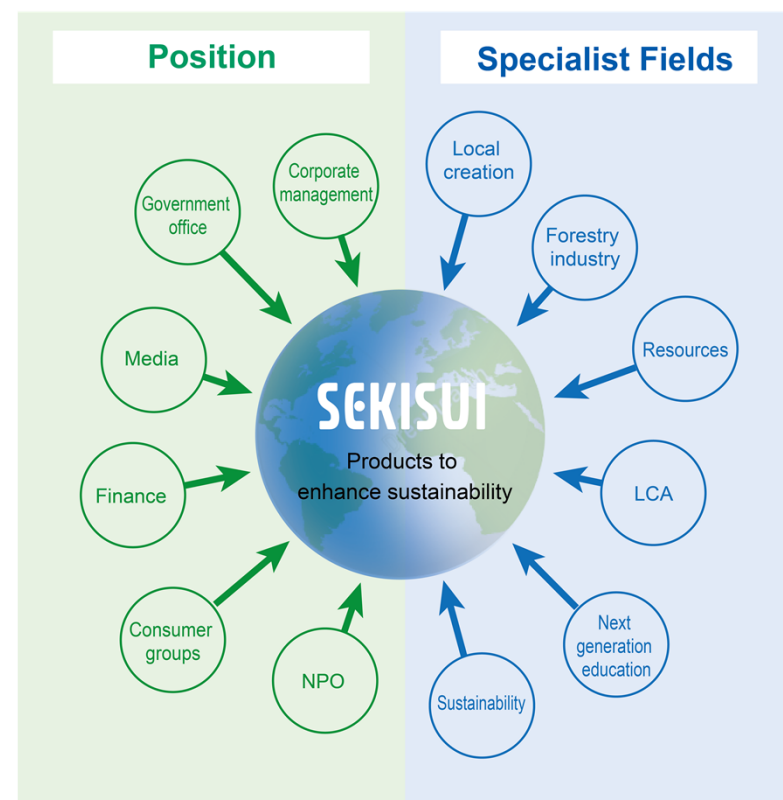 Position
Specialist Fields
Corporate
management
Government
office
Media
Finance
Consumer
groups
NPO
Local
creation
Forestry
industry
Resources
LCA
Next
generation
education
Sustainability
SEKISUI
Products to
enhance sustainability